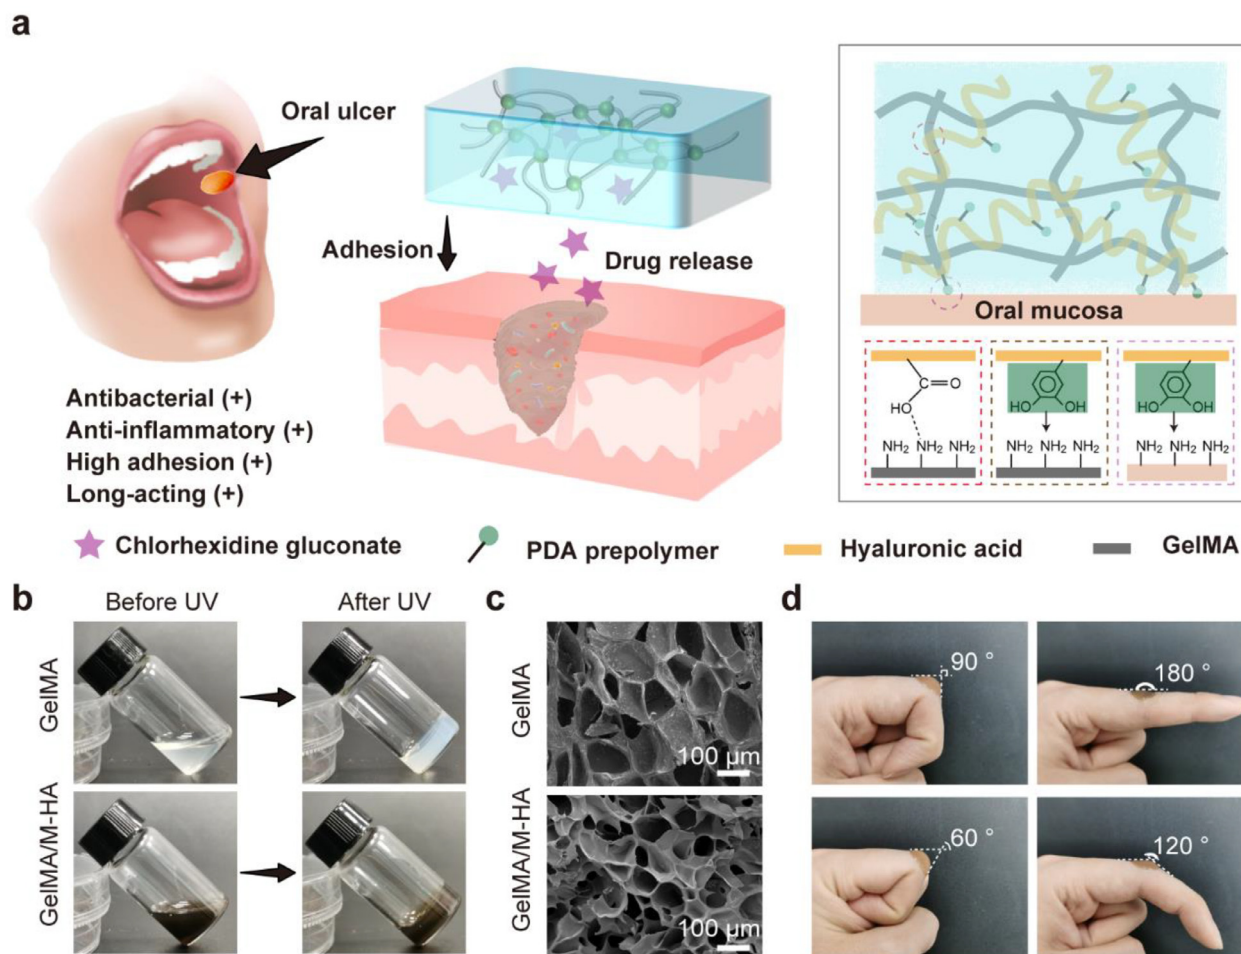 a
Oral ulcer
Adhesion
Drug release
Antibacterial (+)
Anti-inflammatory (+)
High adhesion (+)
Long-acting (+)
Oral mucosa
C
O
HO
NH2 NH2 NH2
HO OH
NH2 NH2 NH2
HO OH
NH2 NH2 NH2
Chlorhexidine gluconate
PDA prepolymer
Hyaluronic acid
GelMA
b
Before UV
After UV
GelMA
GelMA/M-HA
c
GelMA
100 µm
GelMA/M-HA
100 µm
d
90 °
180 °
60 °
120 °